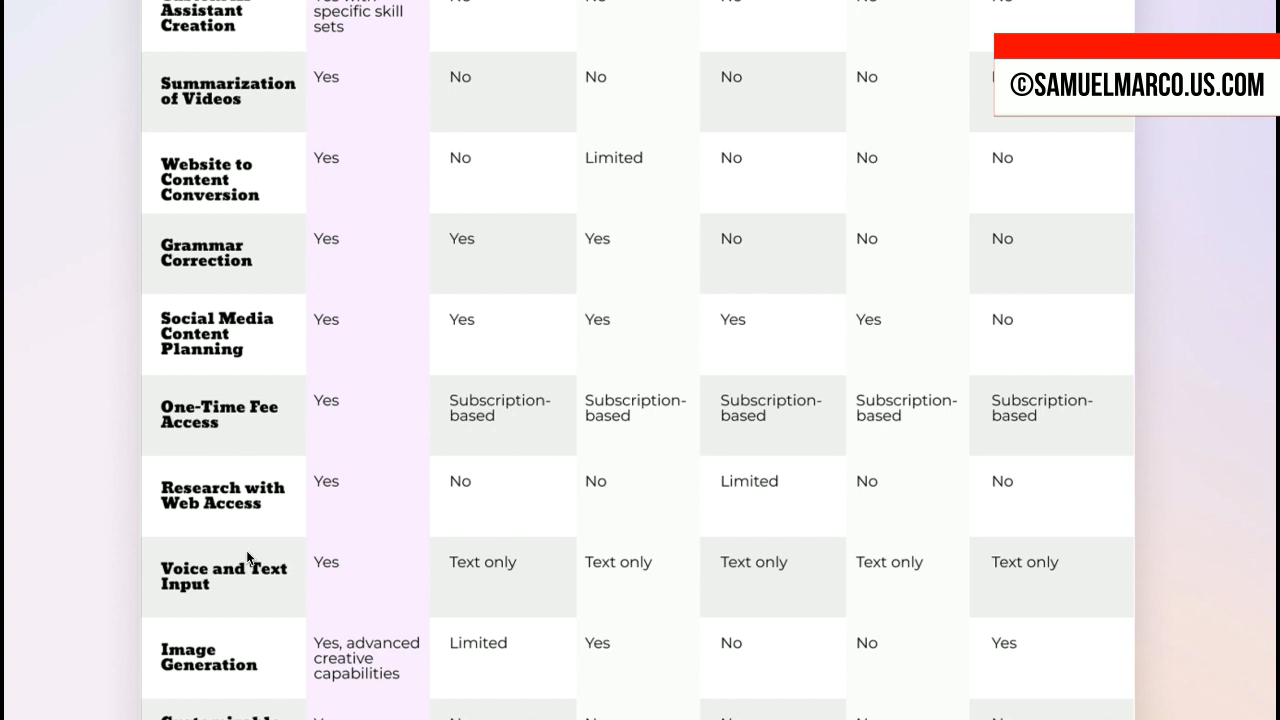 Assistant
Creation
specific skill
sets
Summarization
of Videos
Yes
No
No
No
No
©SAMUELMARCO.US.COM
Website to
Content
Conversion
Yes
No
Limited
No
No
No
Grammar
Correction
Yes
Yes
Yes
No
No
No
Social Media
Content
Planning
Yes
Yes
Yes
Yes
Yes
No
One-Time Fee
Access
Yes
Subscription-
based
Subscription-
based
Subscription-
based
Subscription-
based
Subscription-
based
Research with
Web Access
Yes
No
No
Limited
No
No
Voice and Text
Input
Yes
Text only
Text only
Text only
Text only
Text only
Image
Generation
Yes, advanced
creative
capabilities
Limited
Yes
No
No
Yes